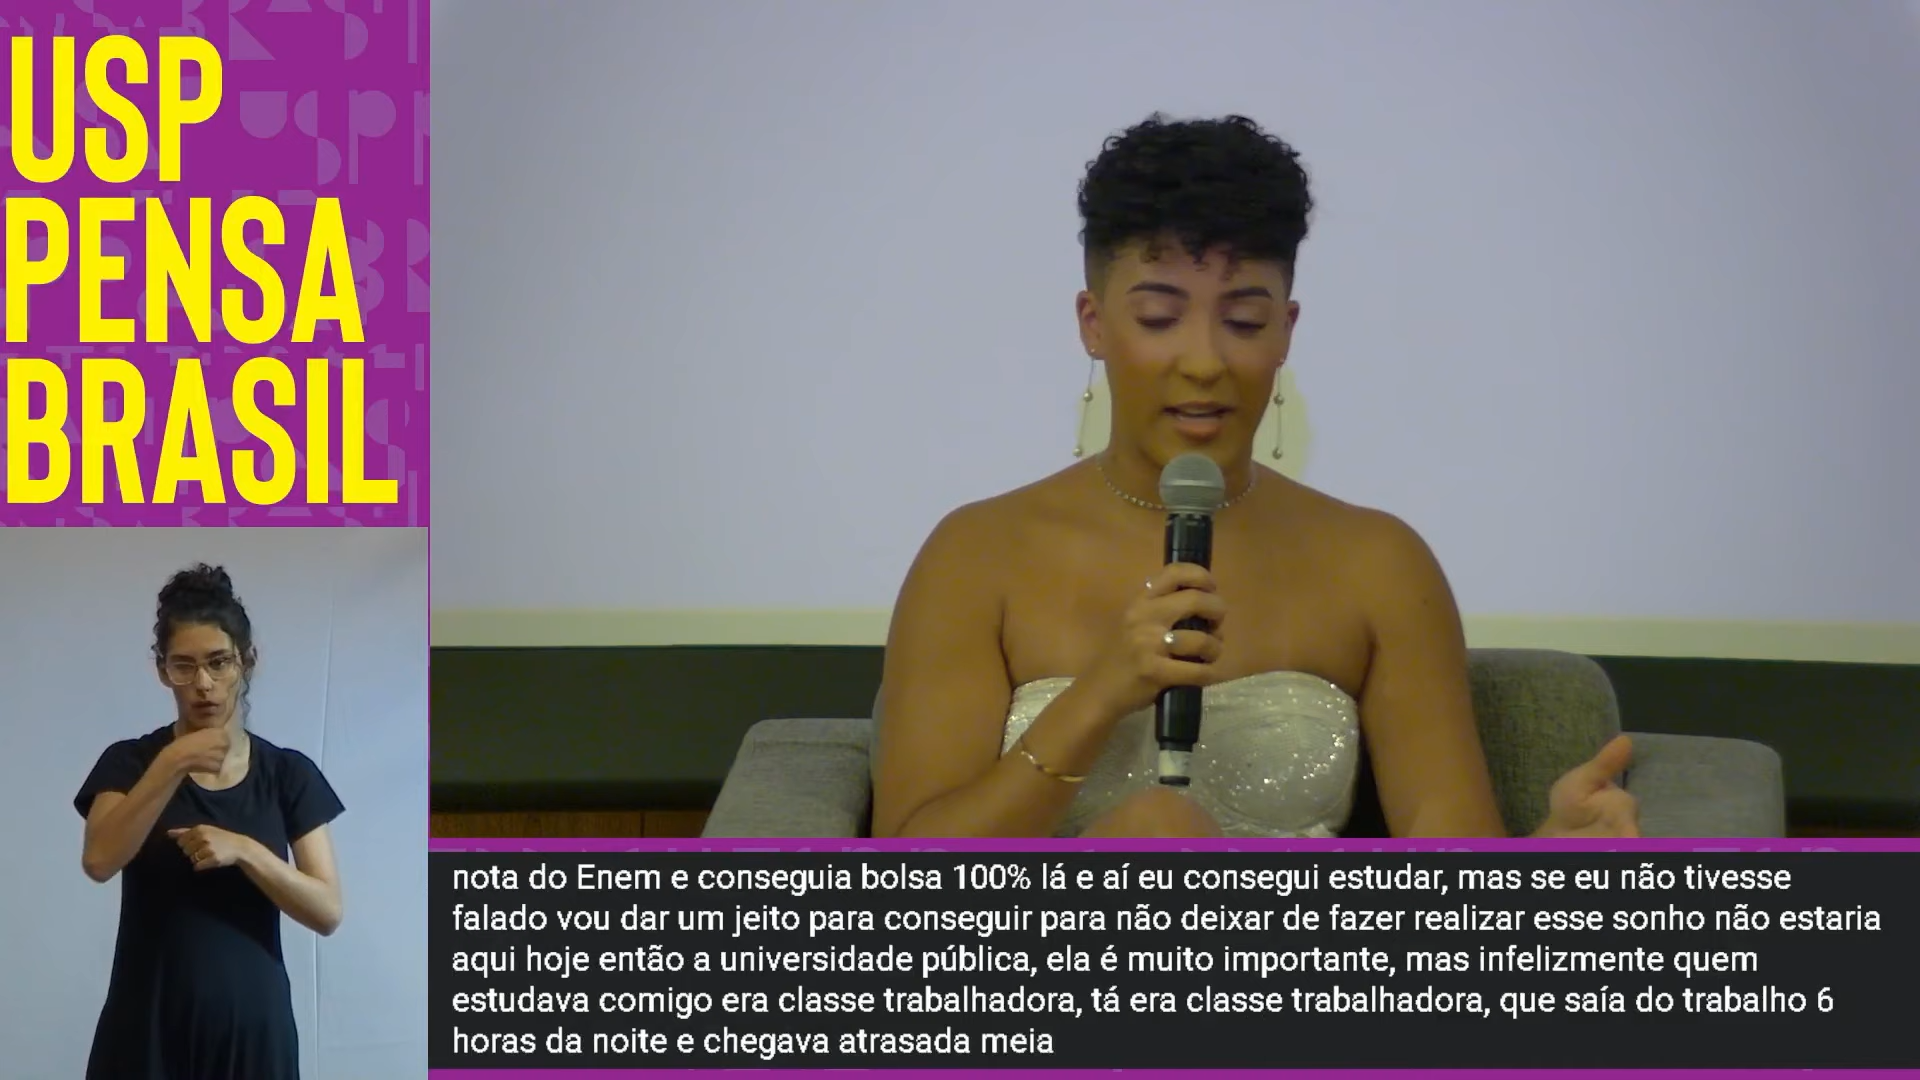 USP
PENSA
BRASIL
nota do Enem e conseguia bolsa 100% lá e aí eu consegui estudar, mas se eu não tivesse
falado vou dar um jeito para conseguir para não deixar de fazer realizar esse sonho não estaria
aqui hoje então a universidade pública, ela é muito importante, mas infelizmente quem
estudava comigo era classe trabalhadora, tá era classe trabalhadora, que saía do trabalho 6
horas da noite e chegava atrasada meia